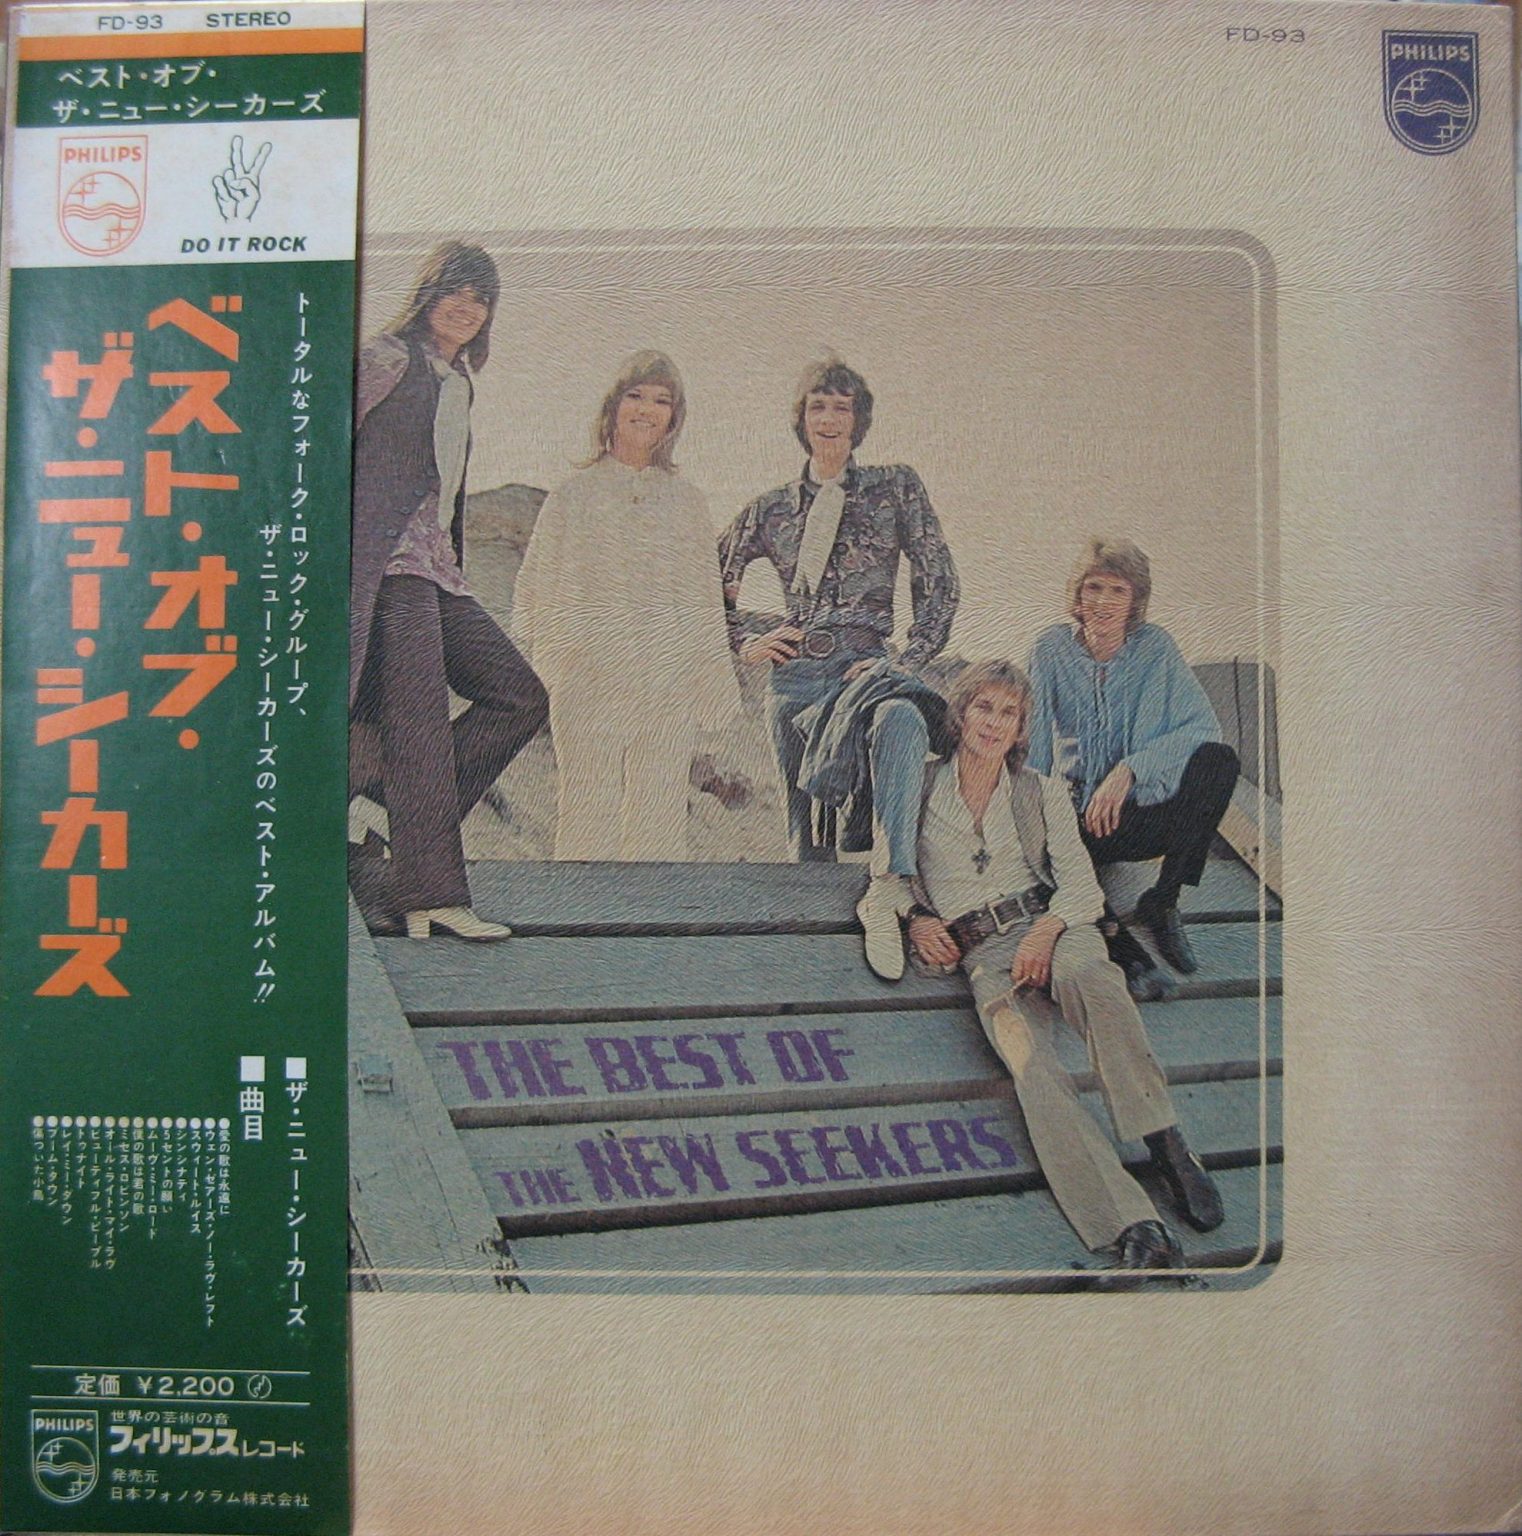 FD-93 STEREO
ベスト・オブ・
ザ・ニュー・シーカーズ
PHILIPS
DO IT ROCK
ベスト・オブ・
ザ・ニュー・シーカーズ
トータルなフォーク・ロック・グループ、
ザ・ニュー・シーカーズのベスト・アルバム!!
■ザ・ニュー・シーカーズ
■曲目
●愛の歌は永遠に
●ウェン・ゼアーズ・ノー・ラヴ・レフト
●スウィート・ルイス
●シンシナティ
●5セントの願い
●ムーヴ・ミー・ロード
●僕の歌は君の歌
●ミセス・ロビンソン
●オール・ライト・マイ・ラヴ
●ビューティフル・ピープル
●トゥナイト
●レイ・ミー・ダウン
●ブーム・タウン
●傷ついた小鳥
定価 ¥2,200
PHILIPS
世界の芸術の音
フィリップスレコード
発売元
日本フォノグラム株式会社
FD-93
PHILIPS
THE BEST OF
THE NEW SEEKERS